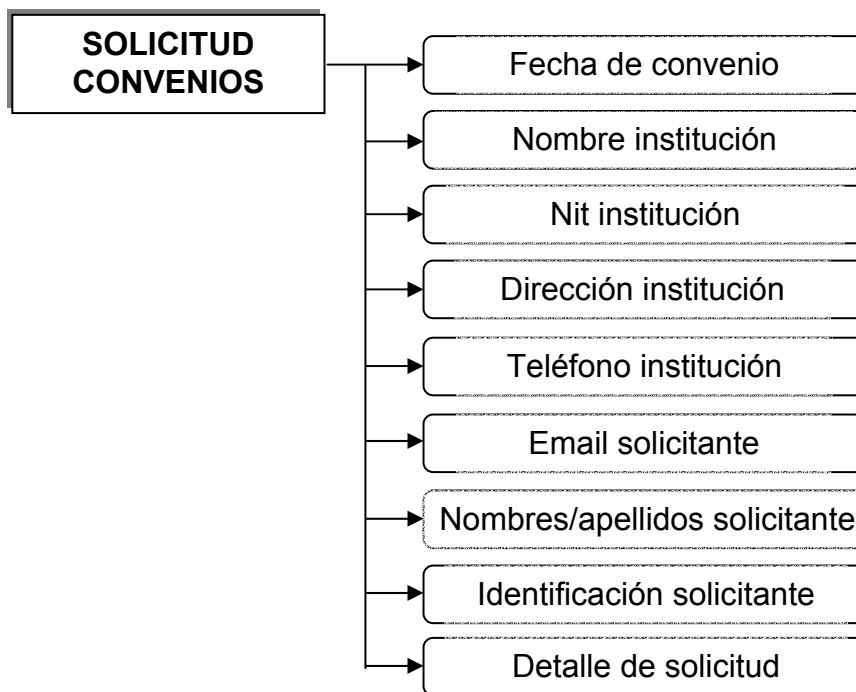 SOLICITUD
CONVENIOS
Fecha de convenio
Nombre institución
Nit institución
Dirección institución
Teléfono institución
Email solicitante
Nombres/apellidos solicitante
Identificación solicitante
Detalle de solicitud